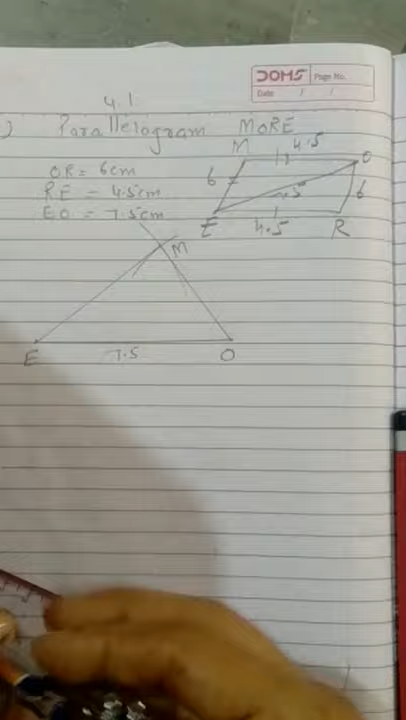 DOMS Page No.
Date / /
4.1
) Parallelogram MORE
OR = 6cm
RE = 4.5cm
EO = 7.5cm
M 4.5 O
6 7.5 6
E 4.5 R
M
E 7.5 O